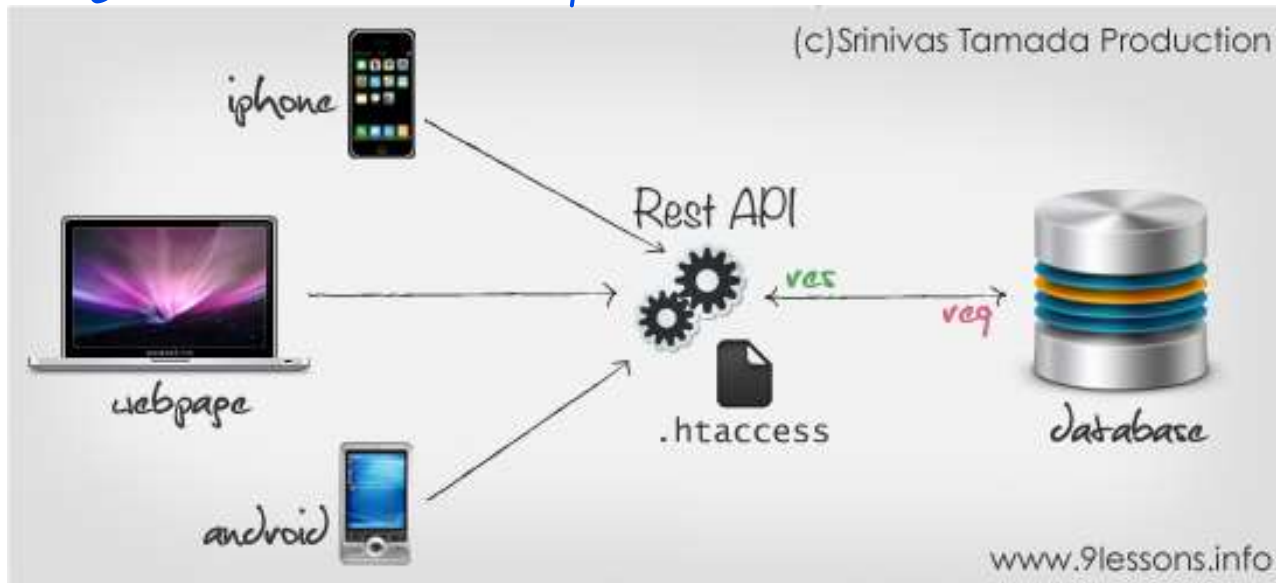 (c)Srinivas Tamada Production
iphone
Rest API
res
req
webpage
.htaccess
database
android
www.9lessons.info